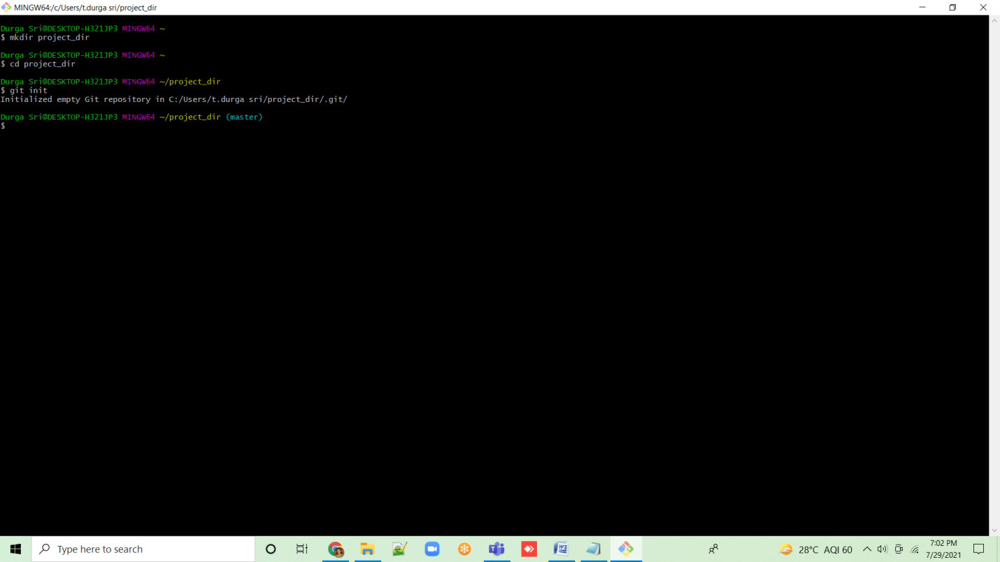 MINGW64:/c/Users/t.durga sri/project_dir
Durga Sri@DESKTOP-H321JP3 MINGW64 ~
$ mkdir project_dir
Durga Sri@DESKTOP-H321JP3 MINGW64 ~
$ cd project_dir
Durga Sri@DESKTOP-H321JP3 MINGW64 ~/project_dir
$ git init
Initialized empty Git repository in C:/Users/t.durga sri/project_dir/.git/
Durga Sri@DESKTOP-H321JP3 MINGW64 ~/project_dir (master)
$
Type here to search
28°C AQI 60
7:02 PM
7/29/2021